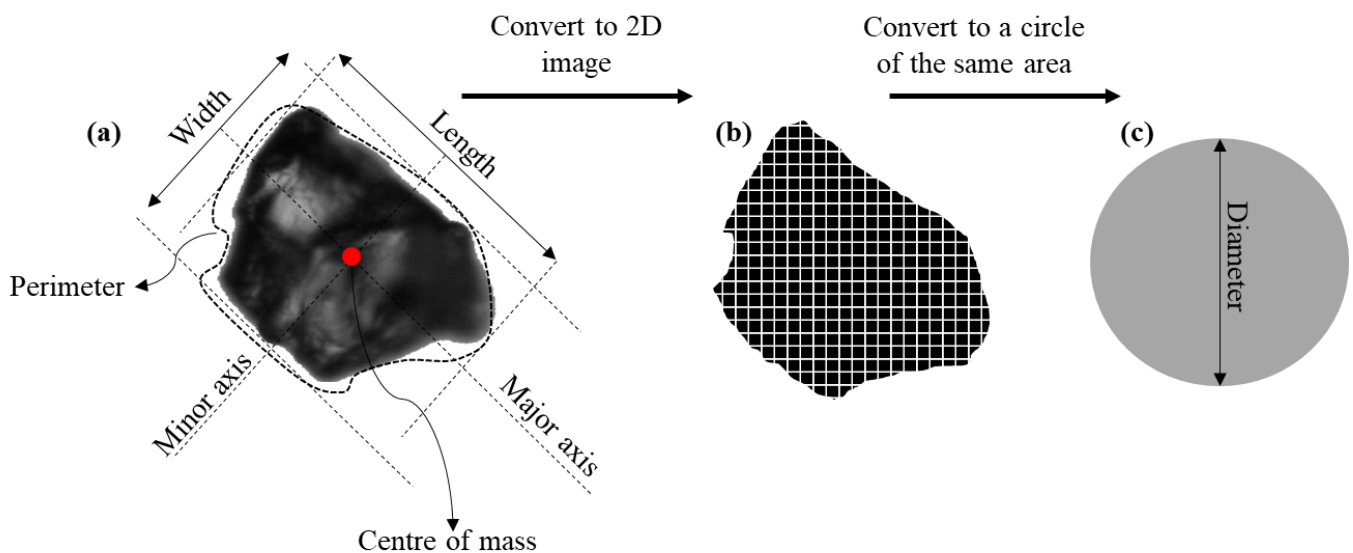 Convert to 2D
image
Convert to a circle
of the same area
(a)
Width
Length
(b)
(c)
Diameter
Perimeter
Minor axis
Major axis
Centre of mass